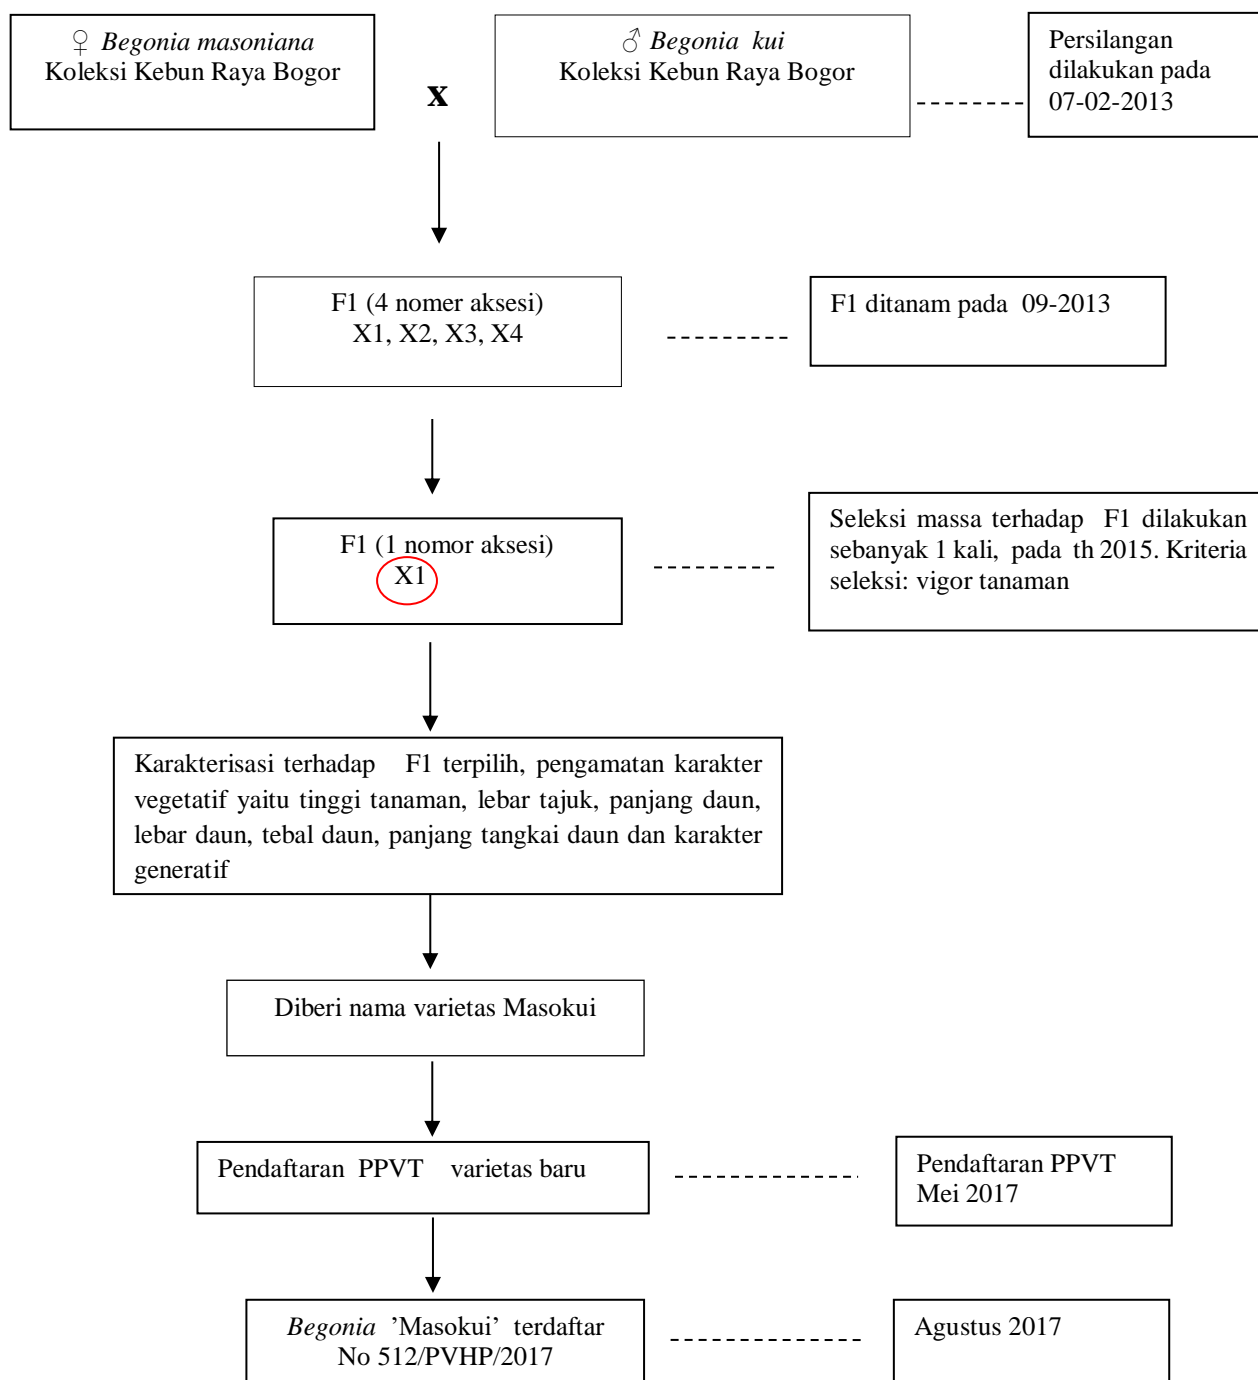 ♀ Begonia masoniana
Koleksi Kebun Raya Bogor
x
♂ Begonia kui
Koleksi Kebun Raya Bogor
Persilangan
dilakukan pada
07-02-2013
F1 (4 nomer aksesi)
X1, X2, X3, X4
F1 ditanam pada 09-2013
F1 (1 nomor aksesi)
X1
Seleksi massa terhadap F1 dilakukan
sebanyak 1 kali, pada th 2015. Kriteria
seleksi: vigor tanaman
Karakterisasi terhadap F1 terpilih, pengamatan karakter
vegetatif yaitu tinggi tanaman, lebar tajuk, panjang daun,
lebar daun, tebal daun, panjang tangkai daun dan karakter
generatif
Diberi nama varietas Masokui
Pendaftaran PPVT varietas baru
Pendaftaran PPVT
Mei 2017
Begonia ’Masokui’ terdaftar
No 512/PVHP/2017
Agustus 2017